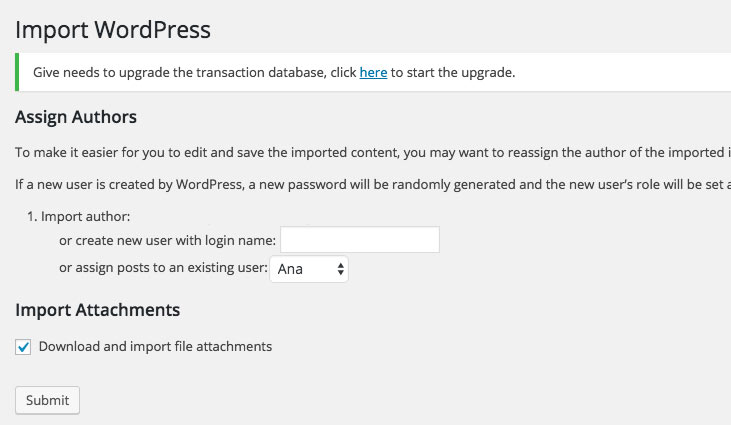 Import WordPress
Give needs to upgrade the transaction database, click here to start the upgrade.
Assign Authors
To make it easier for you to edit and save the imported content, you may want to reassign the author of the imported i
If a new user is created by WordPress, a new password will be randomly generated and the new user's role will be set a
1. Import author:
or create new user with login name:
or assign posts to an existing user: Ana
Import Attachments
Download and import file attachments
Submit